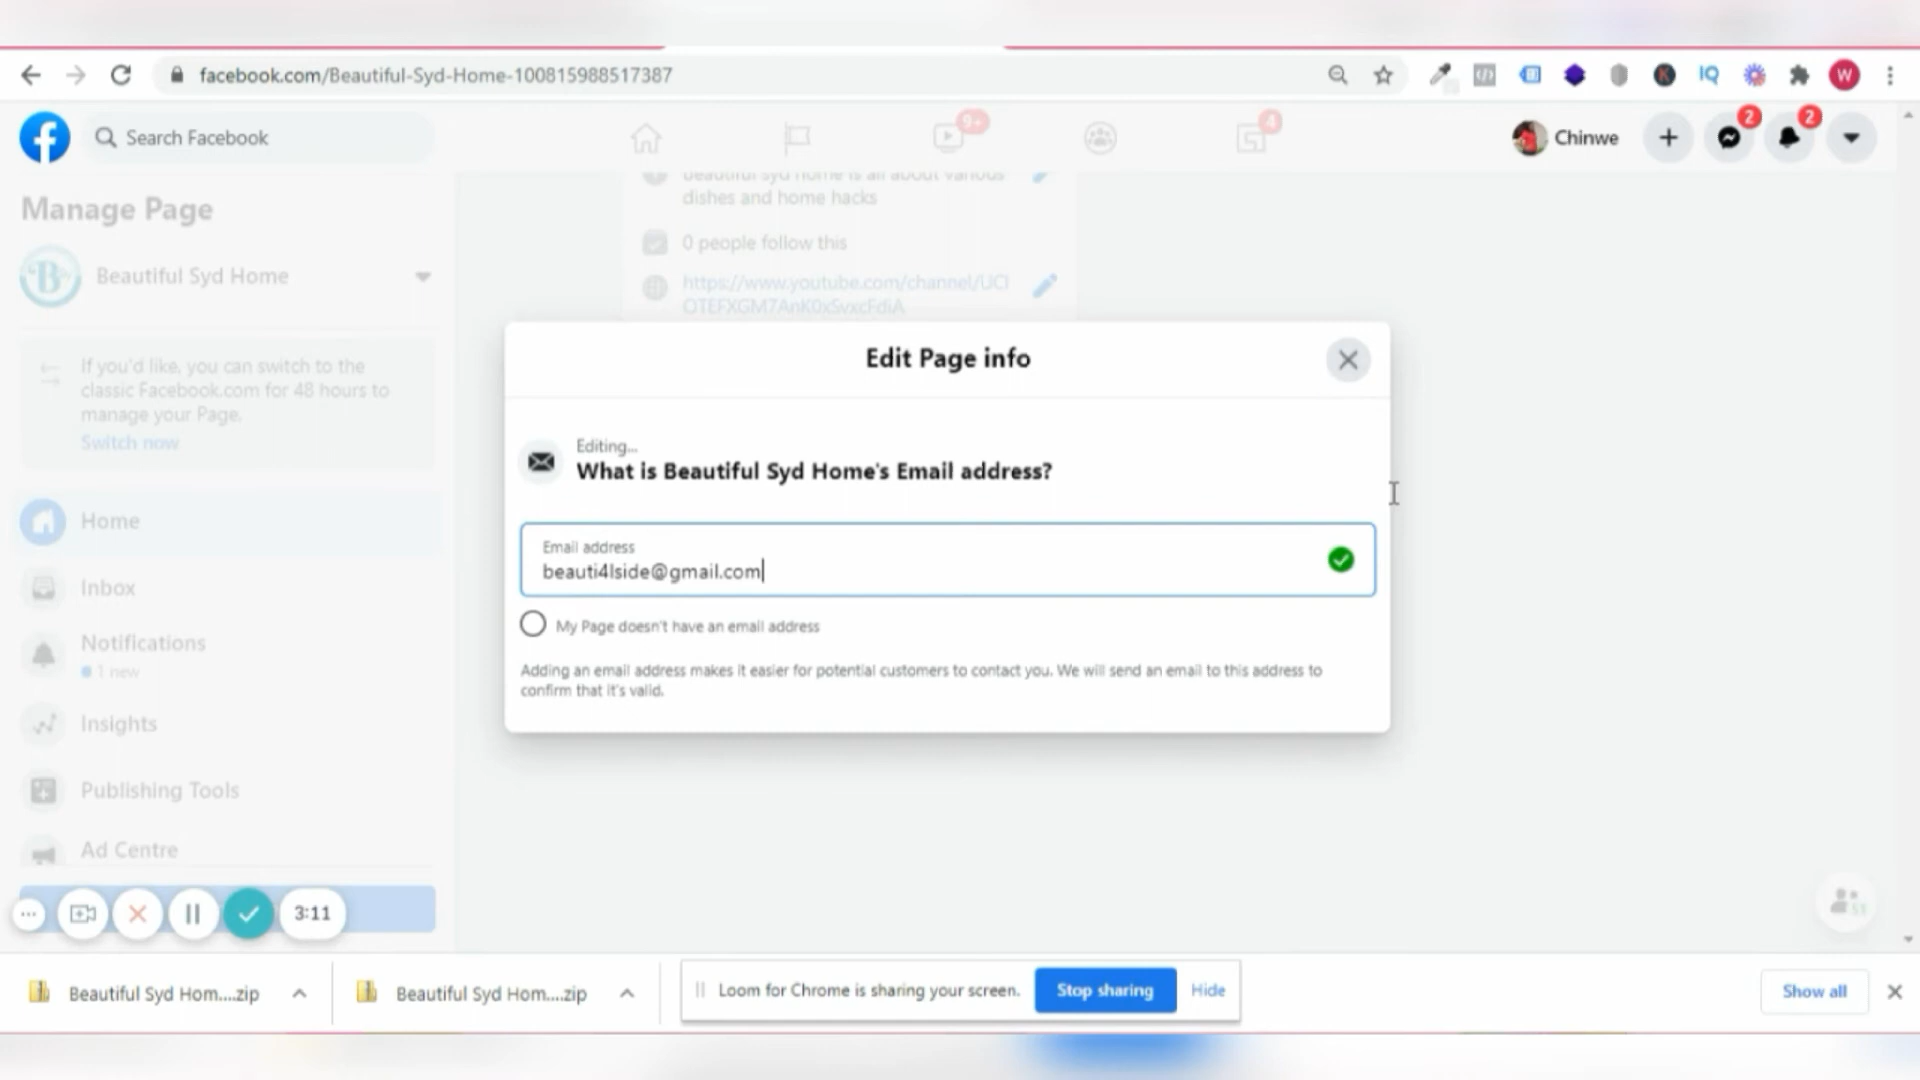 facebook.com/Beautiful-Syd-Home-100815988517387
IQ
W
Search Facebook
9+
4
Chinwe
2
2
Manage Page
Beautiful Syd Home
If you'd like, you can switch to the
classic Facebook.com for 48 hours to
manage your Page.
Switch now
Home
Inbox
Notifications
1 new
Insights
Publishing Tools
Ad Centre
beautiful syd home is all about various
dishes and home hacks
0 people follow this
https://www.youtube.com/channel/UCI
OTEFXGM7AnK0xSvxcFdiA
Edit Page info
Editing...
What is Beautiful Syd Home's Email address?
Email address
beauti4lside@gmail.com
My Page doesn't have an email address
Adding an email address makes it easier for potential customers to contact you. We will send an email to this address to
confirm that it's valid.
51
3:11
Beautiful Syd Hom....zip
Beautiful Syd Hom....zip
Loom for Chrome is sharing your screen.
Stop sharing
Hide
Show all